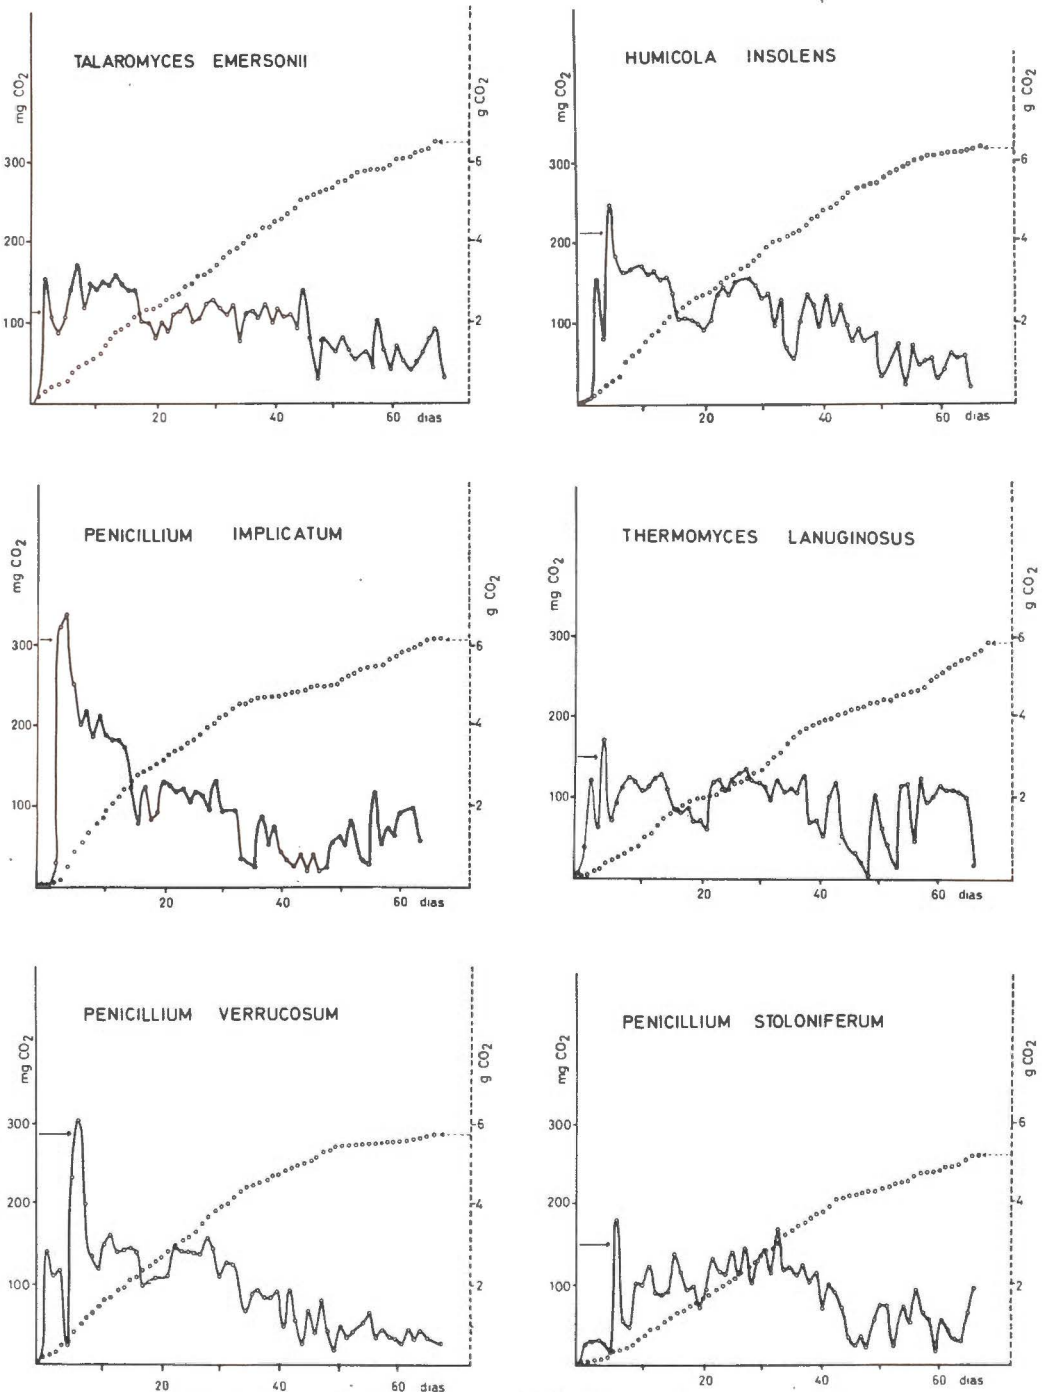 TALAROMYCES EMERSONII
mg CO2
g CO2
300
200
100
6
4
2
20 40 60 dias
HUMICOLA INSOLENS
mg CO2
g CO2
300
200
100
6
4
2
20 40 60 dias
PENICILLIUM IMPLICATUM
mg CO2
g CO2
300
200
100
6
4
2
20 40 60 dias
THERMOMYCES LANUGINOSUS
mg CO2
g CO2
300
200
100
6
4
2
20 40 60 dias
PENICILLIUM VERRUCOSUM
mg CO2
g CO2
300
200
100
6
4
2
20 40 60 dias
PENICILLIUM STOLONIFERUM
mg CO2
g CO2
300
200
100
6
4
2
20 40 60 dias